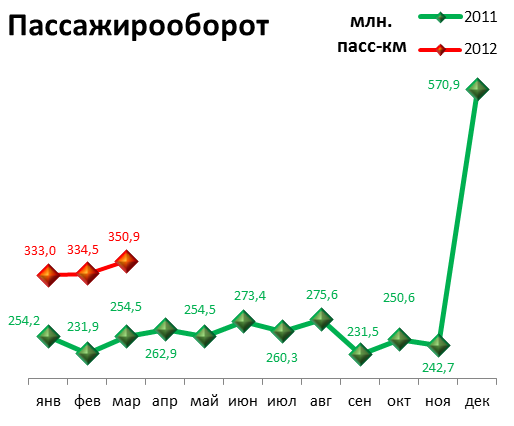 Пассажирооборот
млн.
пасс-км
2011
2012
570,9
333,0 334,5 350,9
254,2 231,9 254,5 262,9 254,5 273,4 260,3 275,6 231,5 250,6 242,7
янв фев мар апр май июн июл авг сен окт ноя дек